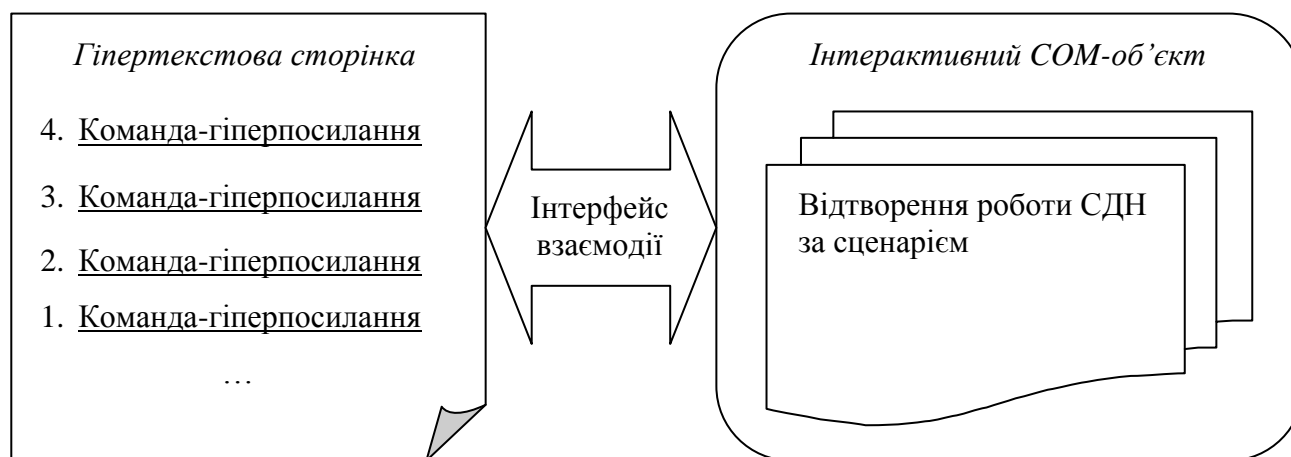 Гіпертекстова сторінка
4. Команда-гіперпосилання
3. Команда-гіперпосилання
2. Команда-гіперпосилання
1. Команда-гіперпосилання
…
Інтерфейс
взаємодії
Інтерактивний СОМ-об’єкт
Відтворення роботи СДН
за сценарієм